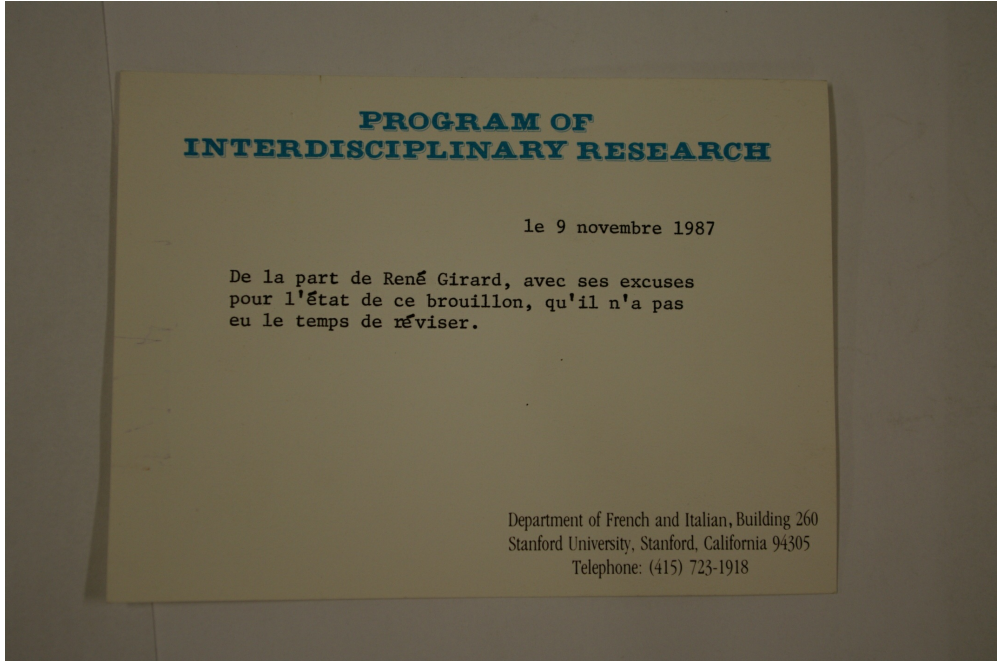 PROGRAM OF
INTERDISCIPLINARY RESEARCH
le 9 novembre 1987
De la part de René Girard, avec ses excuses
pour l'état de ce brouillon, qu'il n'a pas
eu le temps de réviser.
Department of French and Italian, Building 260
Stanford University, Stanford, California 94305
Telephone: (415) 723-1918